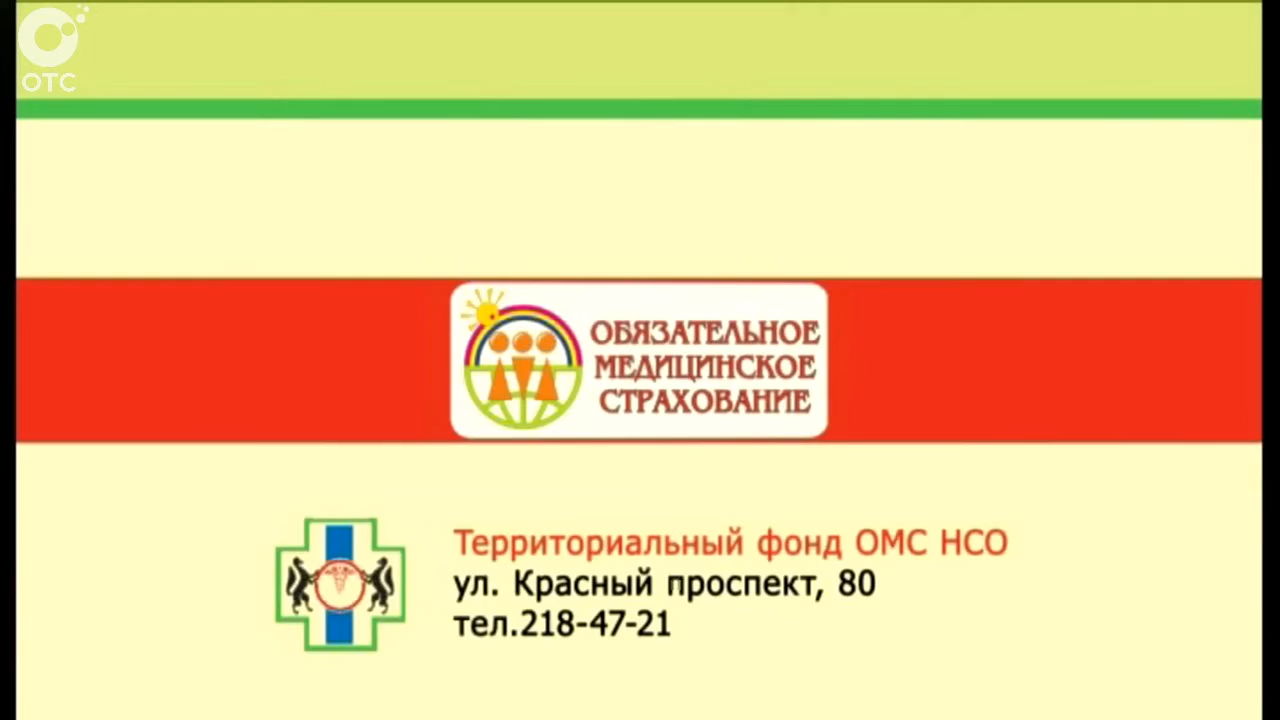 ОТС
ОБЯЗАТЕЛЬНОЕ
МЕДИЦИНСКОЕ
СТРАХОВАНИЕ
Территориальный фонд ОМС НСО
ул. Красный проспект, 80
тел.218-47-21